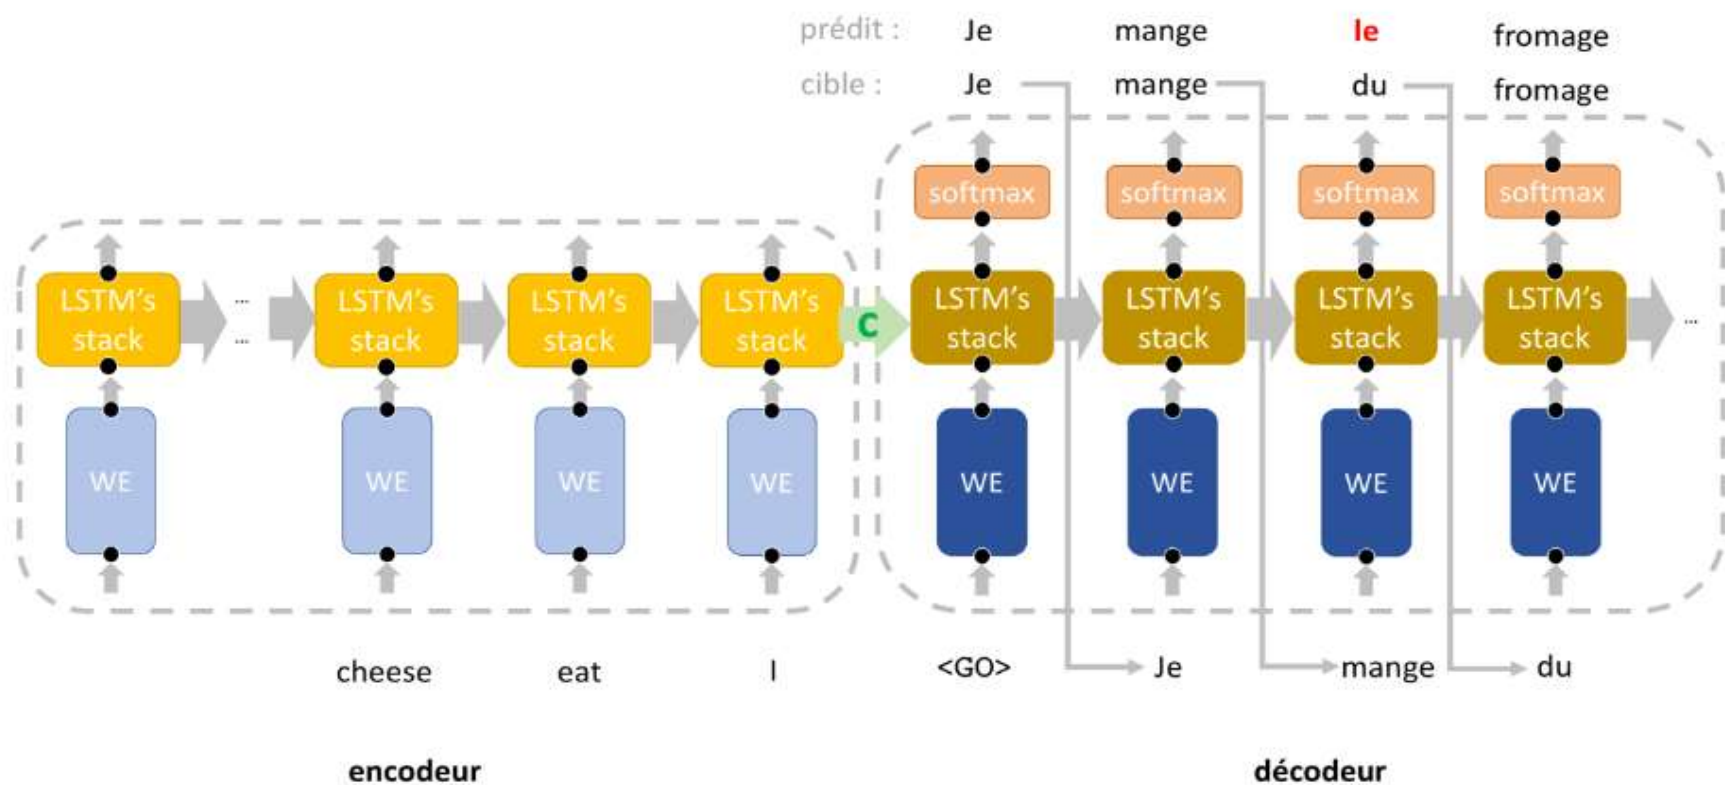 prédit : Je mange le fromage
cible : Je mange du fromage
softmax softmax softmax softmax
LSTM's stack
...
...
LSTM's stack
LSTM's stack
LSTM's stack
C
LSTM's stack
LSTM's stack
LSTM's stack
LSTM's stack
...
WE WE WE WE WE WE WE WE
cheese eat I <GO> Je mange du
encodeur décodeur